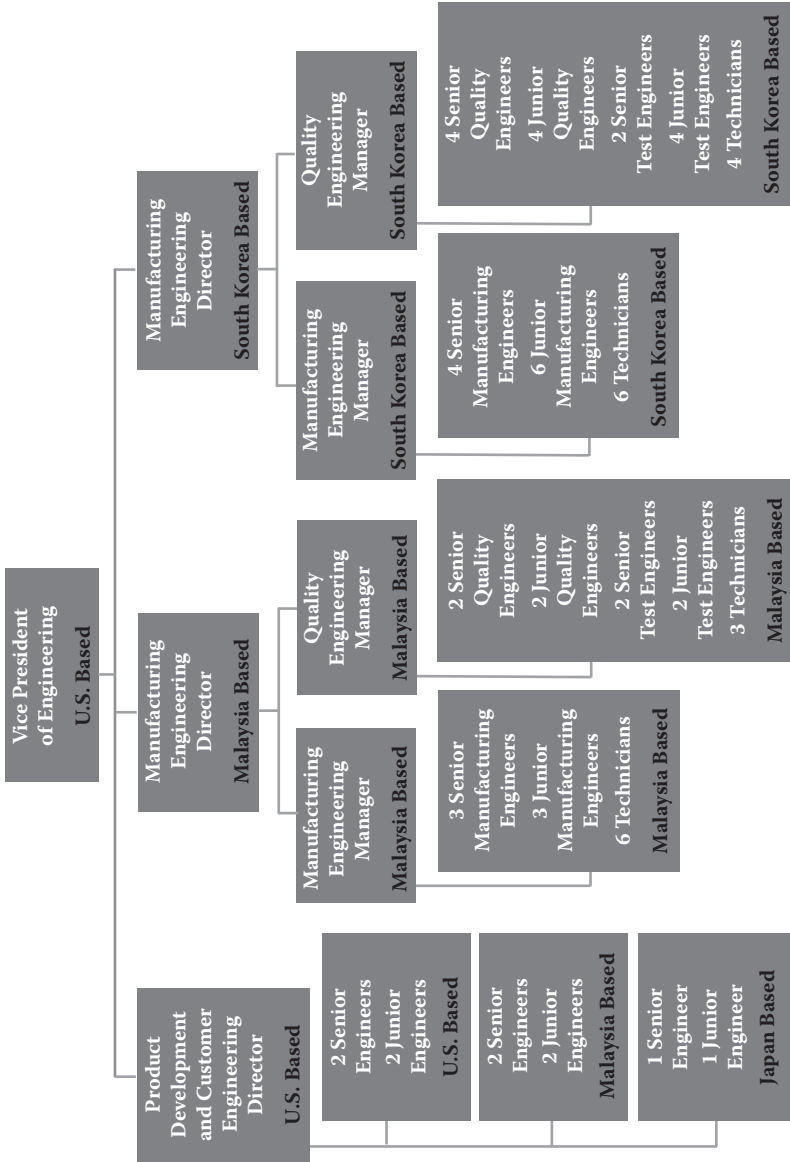 Vice President
of Engineering
U.S. Based
Product
Development
and Customer
Engineering
Director
U.S. Based
2 Senior
Engineers
2 Junior
Engineers
U.S. Based
2 Senior
Engineers
2 Junior
Engineers
Malaysia Based
1 Senior
Engineer
1 Junior
Engineer
Japan Based
Manufacturing
Engineering
Director
Malaysia Based
Manufacturing
Engineering
Manager
Malaysia Based
3 Senior
Manufacturing
Engineers
3 Junior
Manufacturing
Engineers
6 Technicians
Malaysia Based
Quality
Engineering
Manager
Malaysia Based
2 Senior
Quality
Engineers
2 Junior
Quality
Engineers
2 Senior
Test Engineers
2 Junior
Test Engineers
3 Technicians
Malaysia Based
Manufacturing
Engineering
Director
South Korea Based
Manufacturing
Engineering
Manager
South Korea Based
4 Senior
Manufacturing
Engineers
6 Junior
Manufacturing
Engineers
6 Technicians
South Korea Based
Quality
Engineering
Manager
South Korea Based
4 Senior
Quality
Engineers
4 Junior
Quality
Engineers
2 Senior
Test Engineers
4 Junior
Test Engineers
4 Technicians
South Korea Based